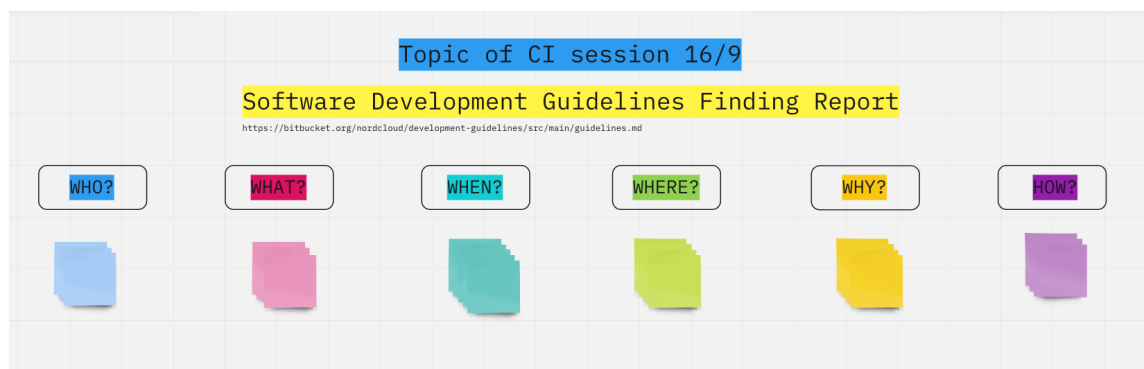 Topic of CI session 16/9
Software Development Guidelines Finding Report
https://bitbucket.org/nordcloud/development-guidelines/src/main/guidelines.md
WHO?
WHAT?
WHEN?
WHERE?
WHY?
HOW?